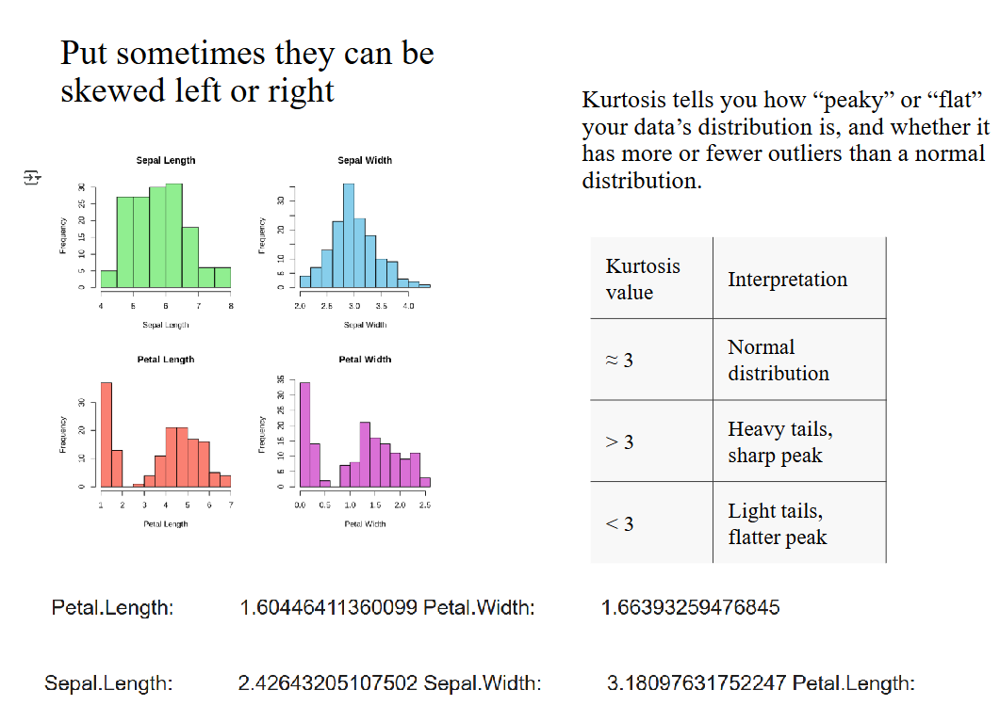 Put sometimes they can be
skewed left or right
Kurtosis tells you how “peaky” or “flat”
your data’s distribution is, and whether it
has more or fewer outliers than a normal
distribution.
Sepal Length
Frequency
0 5 10 15 20 25 30
4 5 6 7 8
Sepal Length
Sepal Width
Frequency
0 10 20 30
2.0 2.5 3.0 3.5 4.0
Sepal Width
Petal Length
Frequency
0 10 20 30
1 2 3 4 5 6 7
Petal Length
Petal Width
Frequency
0 5 10 15 20 25 30 35
0.0 0.5 1.0 1.5 2.0 2.5
Petal Width
Kurtosis
value
Interpretation
≈ 3
Normal
distribution
> 3
Heavy tails,
sharp peak
< 3
Light tails,
flatter peak
Petal.Length: 1.60446411360099 Petal.Width: 1.66393259476845
Sepal.Length: 2.42643205107502 Sepal.Width: 3.18097631752247 Petal.Length: